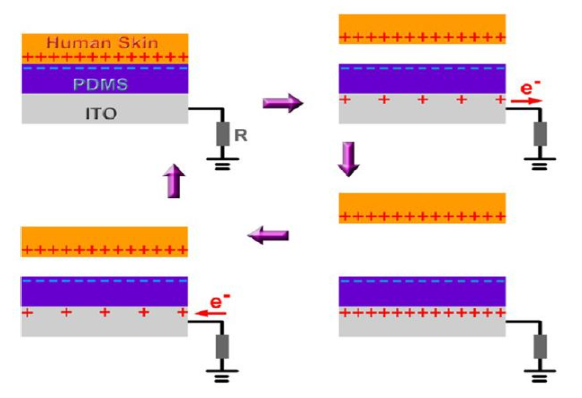 Human Skin
PDMS
ITO
R
e-
e-